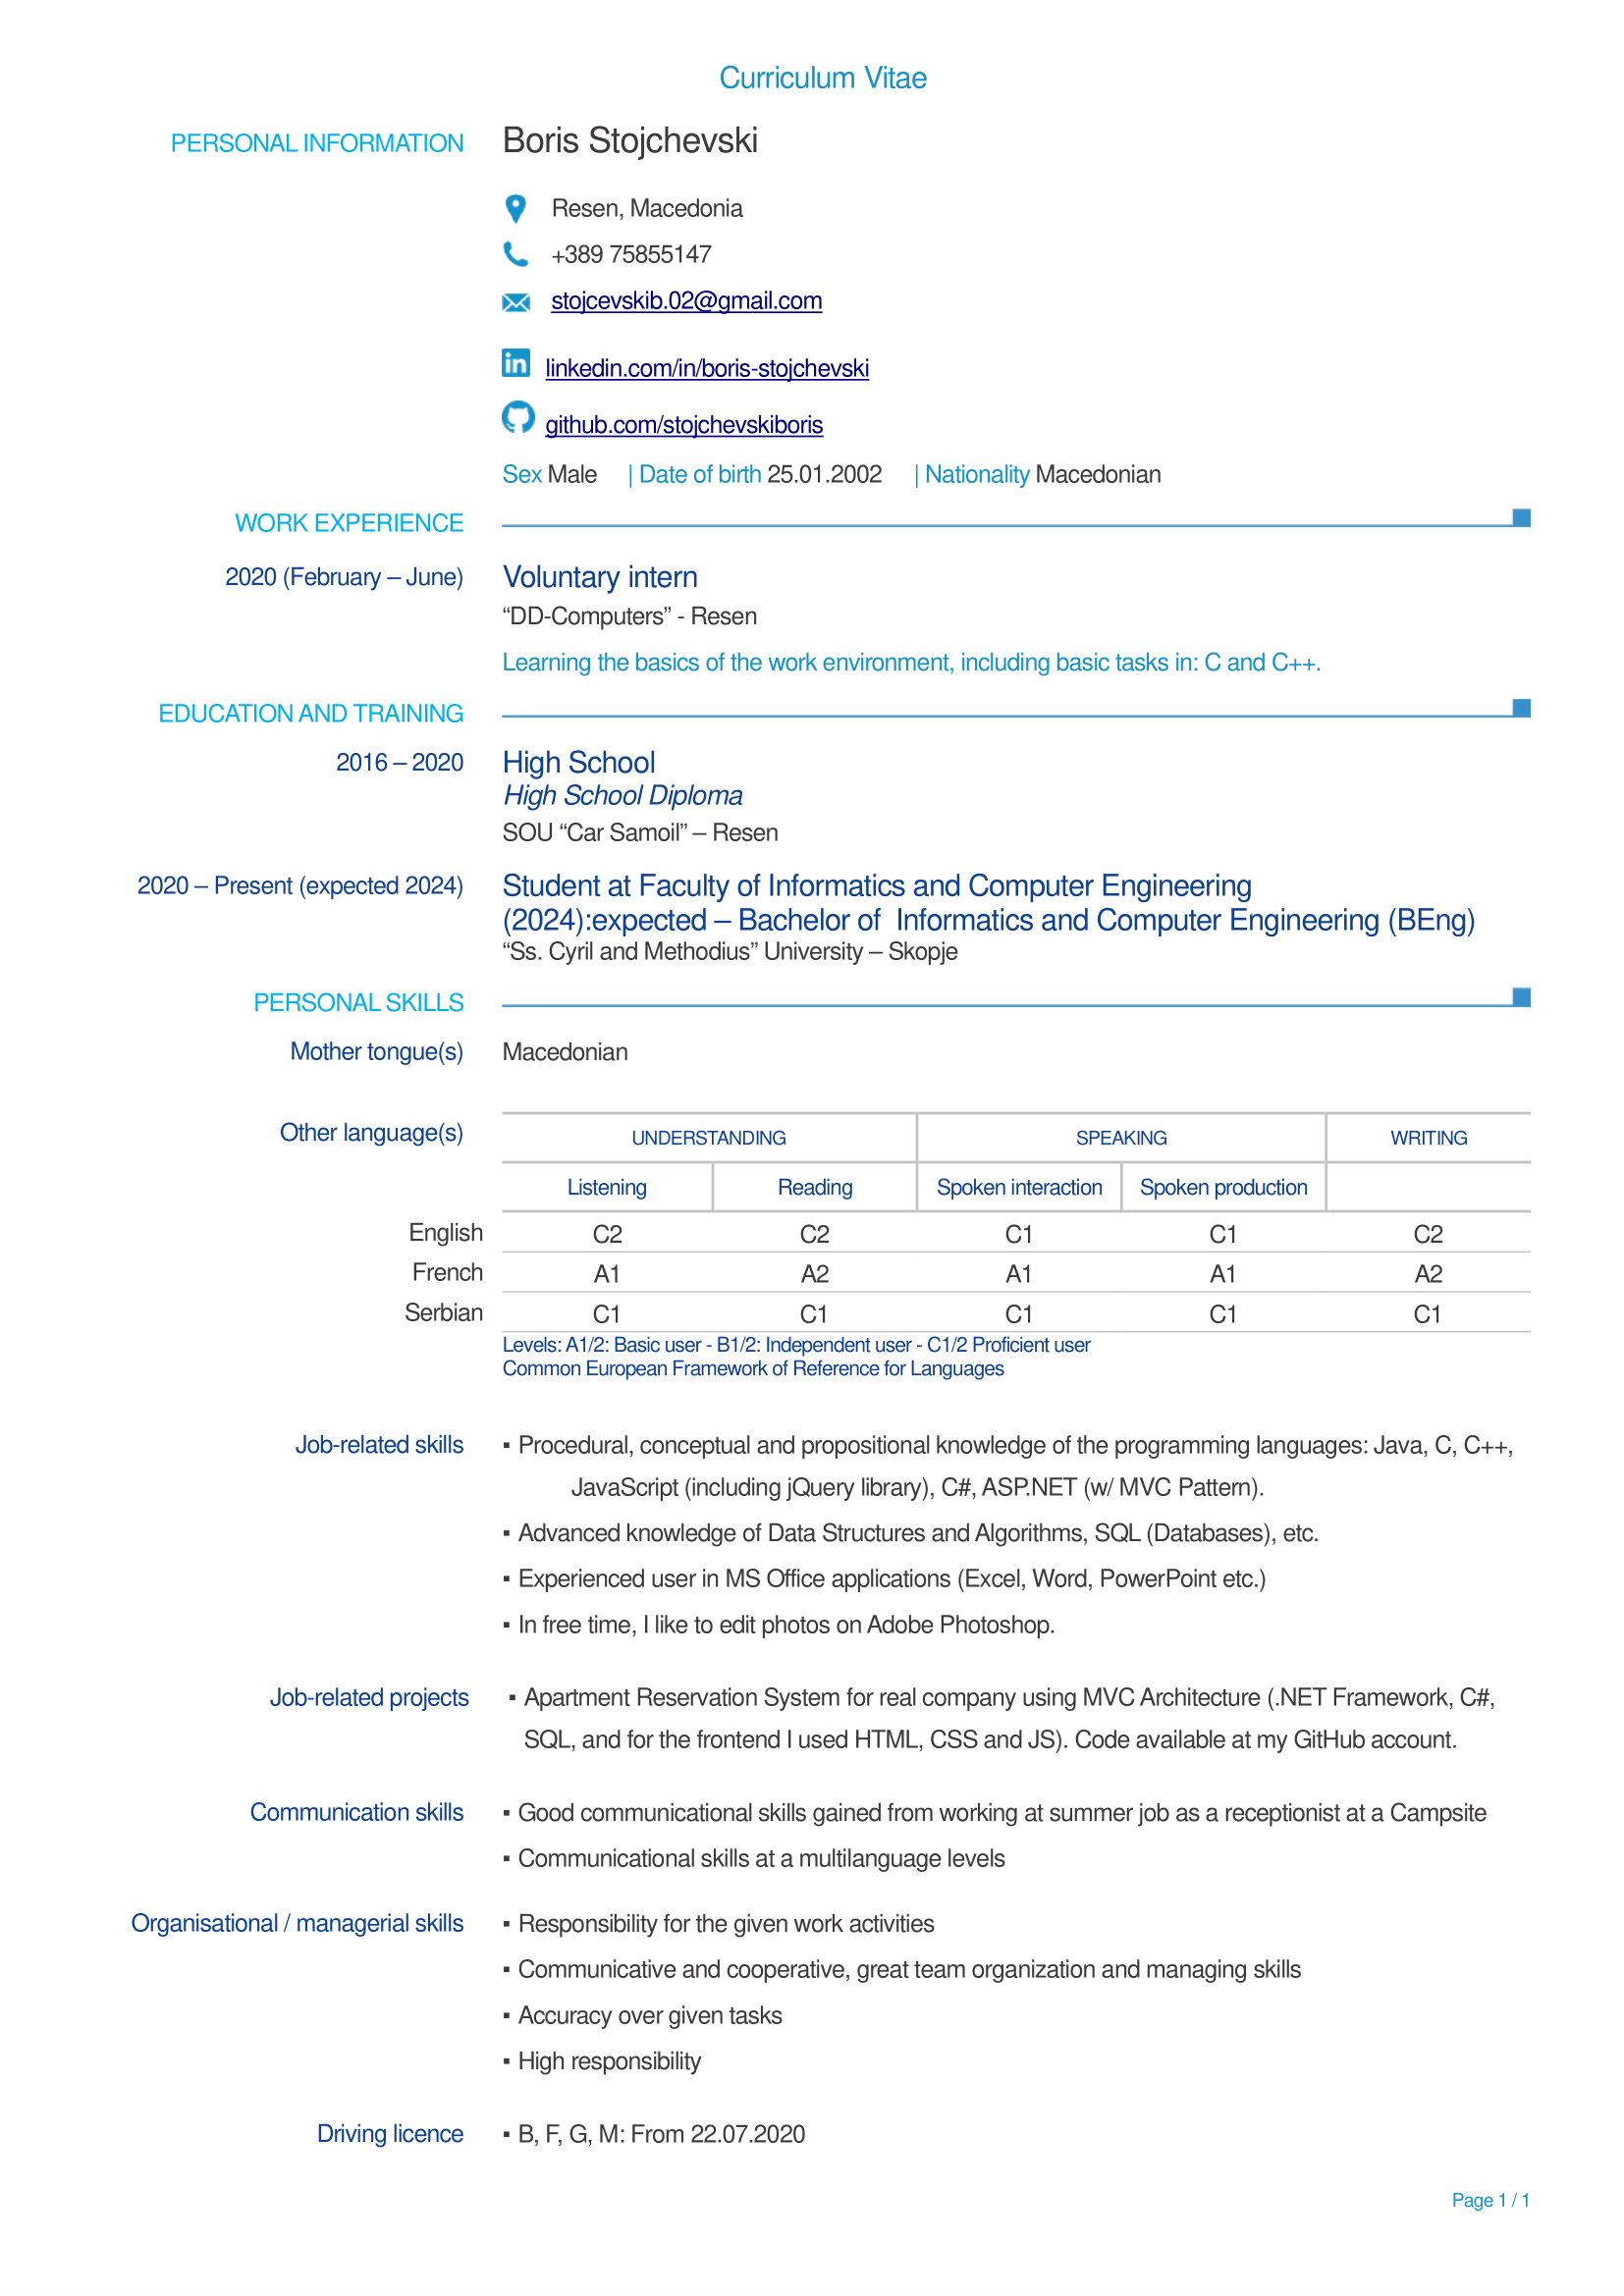 Curriculum Vitae
PERSONAL INFORMATION
Boris Stojchevski
Resen, Macedonia
+389 75855147
stojcevskib.02@gmail.com
linkedin.com/in/boris-stojchevski
github.com/stojchevskiboris
Sex Male | Date of birth 25.01.2002 | Nationality Macedonian
WORK EXPERIENCE
2020 (February – June)
Voluntary intern
“DD-Computers” - Resen
Learning the basics of the work environment, including basic tasks in: C and C++.
EDUCATION AND TRAINING
2016 – 2020
High School
High School Diploma
SOU “Car Samoil” – Resen
2020 – Present (expected 2024)
Student at Faculty of Informatics and Computer Engineering
(2024):expected – Bachelor of  Informatics and Computer Engineering (BEng)
“Ss. Cyril and Methodius” University – Skopje
PERSONAL SKILLS
Mother tongue(s) Macedonian
Other language(s) UNDERSTANDING SPEAKING WRITING
Listening Reading Spoken interaction Spoken production
English C2 C2 C1 C1 C2
French A1 A2 A1 A1 A2
Serbian C1 C1 C1 C1 C1
Levels: A1/2: Basic user - B1/2: Independent user - C1/2 Proficient user
Common European Framework of Reference for Languages
Job-related skills
▪ Procedural, conceptual and propositional knowledge of the programming languages: Java, C, C++,
JavaScript (including jQuery library), C#, ASP.NET (w/ MVC Pattern).
▪ Advanced knowledge of Data Structures and Algorithms, SQL (Databases), etc.
▪ Experienced user in MS Office applications (Excel, Word, PowerPoint etc.)
▪ In free time, I like to edit photos on Adobe Photoshop.
Job-related projects
▪ Apartment Reservation System for real company using MVC Architecture (.NET Framework, C#,
SQL, and for the frontend I used HTML, CSS and JS). Code available at my GitHub account.
Communication skills
▪ Good communicational skills gained from working at summer job as a receptionist at a Campsite
▪ Communicational skills at a multilanguage levels
Organisational / managerial skills
▪ Responsibility for the given work activities
▪ Communicative and cooperative, great team organization and managing skills
▪ Accuracy over given tasks
▪ High responsibility
Driving licence
▪ B, F, G, M: From 22.07.2020
Page 1 / 1